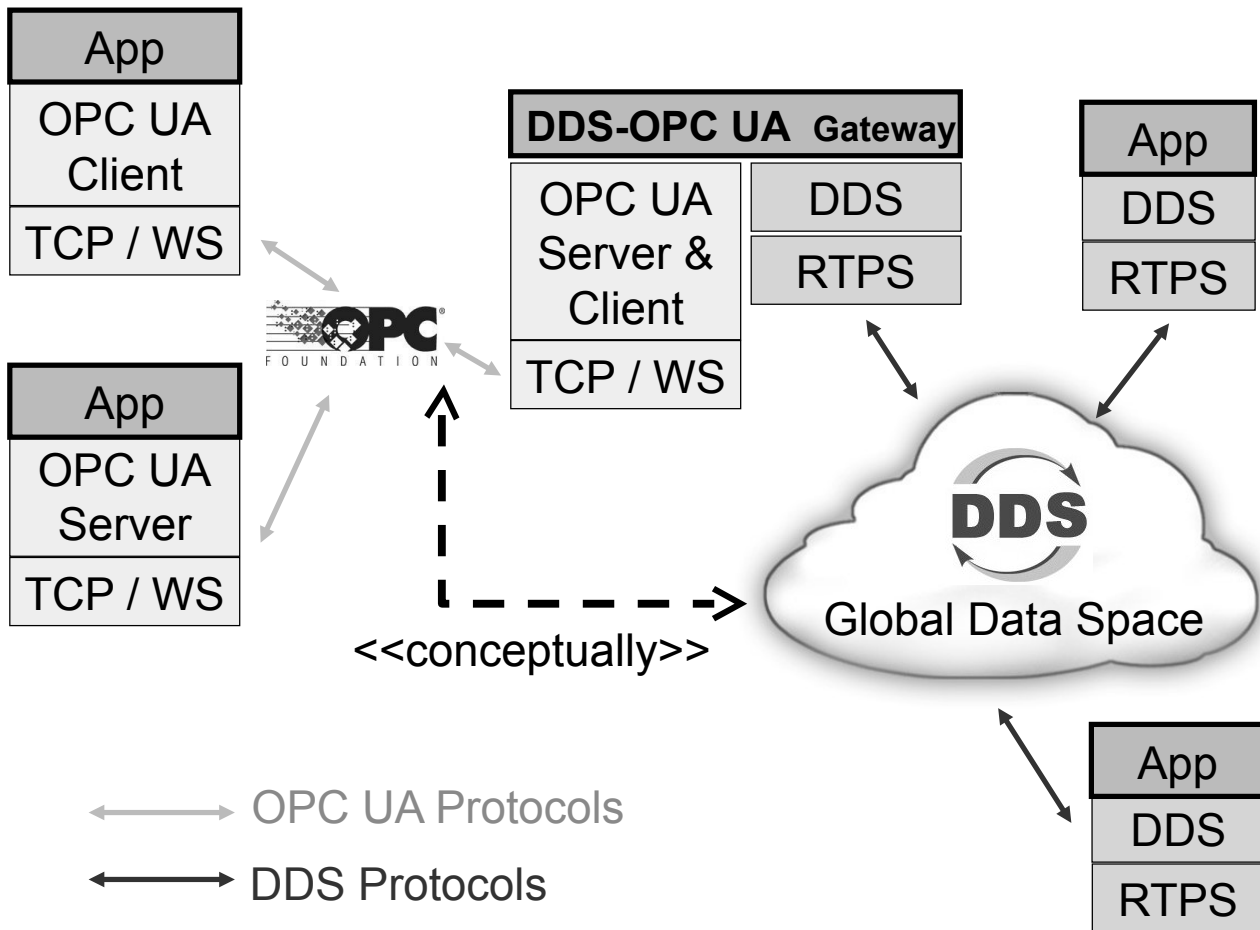 App
OPC UA
Client
TCP / WS
DDS-OPC UA Gateway
OPC UA
Server &
Client
TCP / WS
DDS
RTPS
App
DDS
RTPS
OPC®
FOUNDATION
App
OPC UA
Server
TCP / WS
DDS
Global Data Space
<<conceptually>>
OPC UA Protocols
DDS Protocols
App
DDS
RTPS